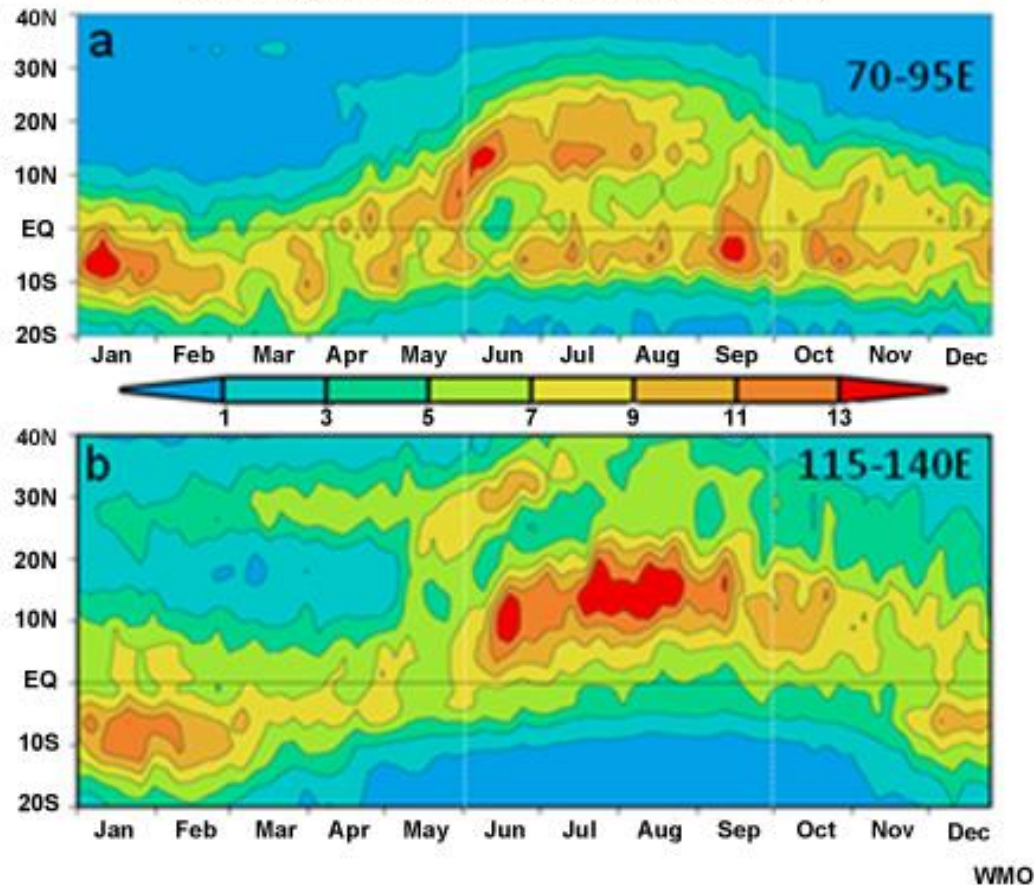 40N
a
70-95E
30N
20N
10N
EQ
10S
20S
Jan Feb Mar Apr May Jun Jul Aug Sep Oct Nov Dec
1 3 5 7 9 11 13
40N
b
115-140E
30N
20N
10N
EQ
10S
20S
Jan Feb Mar Apr May Jun Jul Aug Sep Oct Nov Dec
WMO